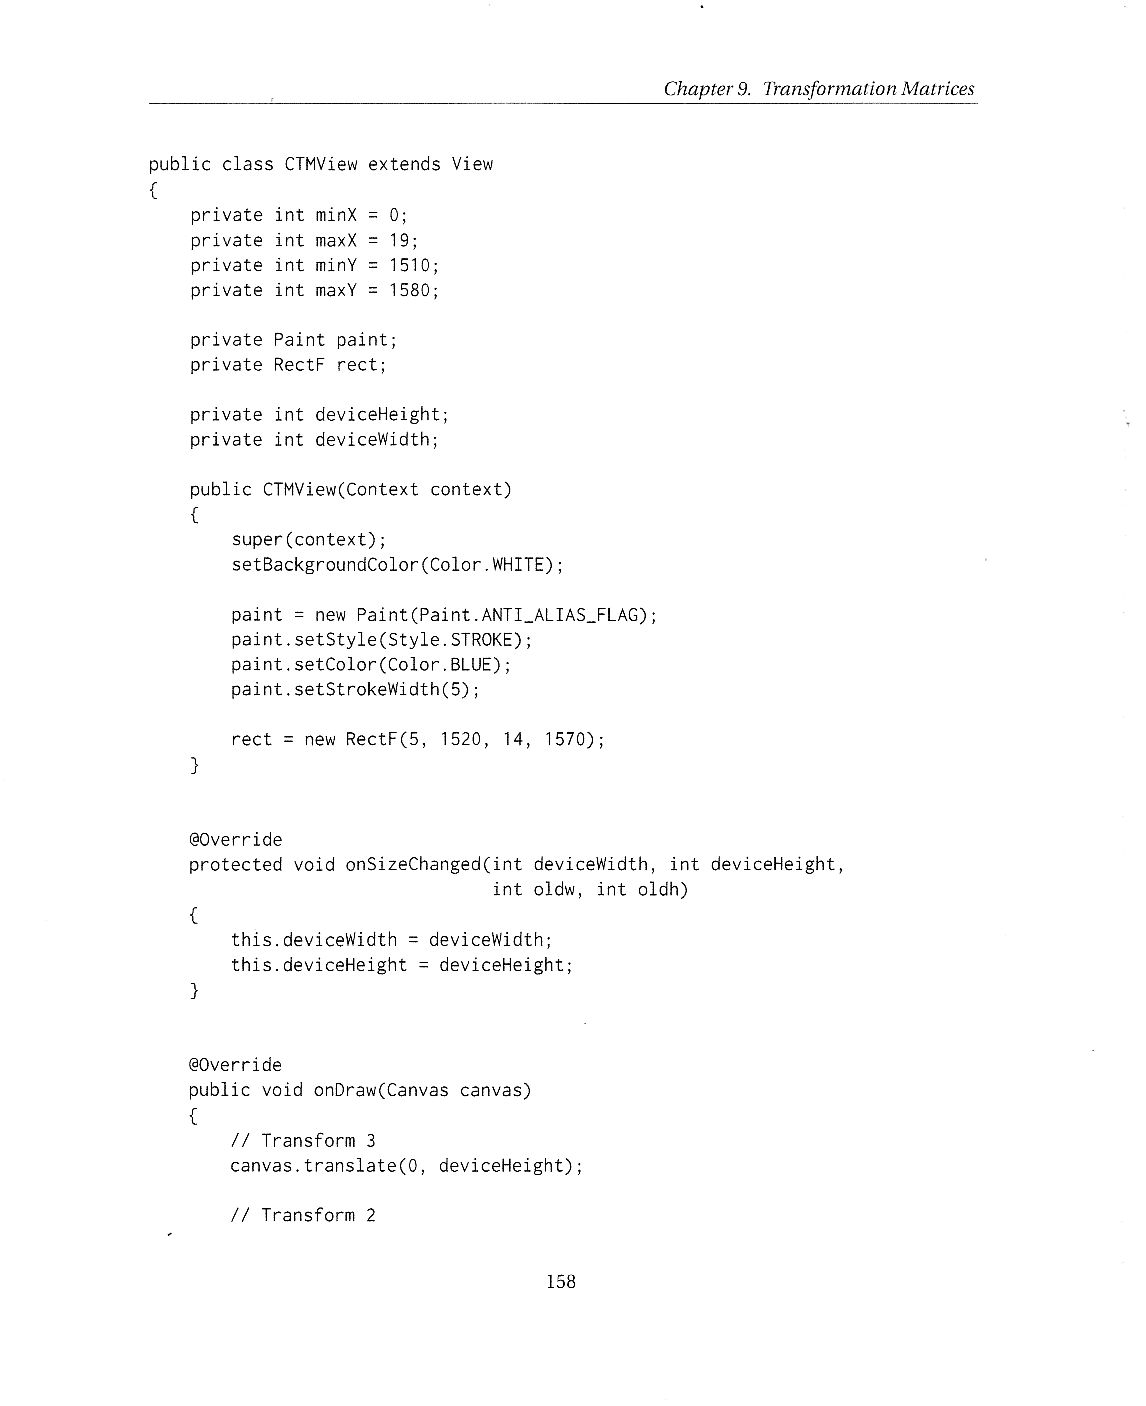 Chapter 9. Transformation Matrices
public class CTMView extends View
{
    private int minX = 0;
    private int maxX = 19;
    private int minY = 1510;
    private int maxY = 1580;

    private Paint paint;
    private RectF rect;

    private int deviceHeight;
    private int deviceWidth;

    public CTMView(Context context)
    {
        super(context);
        setBackgroundColor(Color.WHITE);

        paint = new Paint(Paint.ANTI_ALIAS_FLAG);
        paint.setStyle(Style.STROKE);
        paint.setColor(Color.BLUE);
        paint.setStrokeWidth(5);

        rect = new RectF(5, 1520, 14, 1570);
    }

    @Override
    protected void onSizeChanged(int deviceWidth, int deviceHeight,
                                 int oldw, int oldh)
    {
        this.deviceWidth = deviceWidth;
        this.deviceHeight = deviceHeight;
    }

    @Override
    public void onDraw(Canvas canvas)
    {
        // Transform 3
        canvas.translate(0, deviceHeight);

        // Transform 2
158